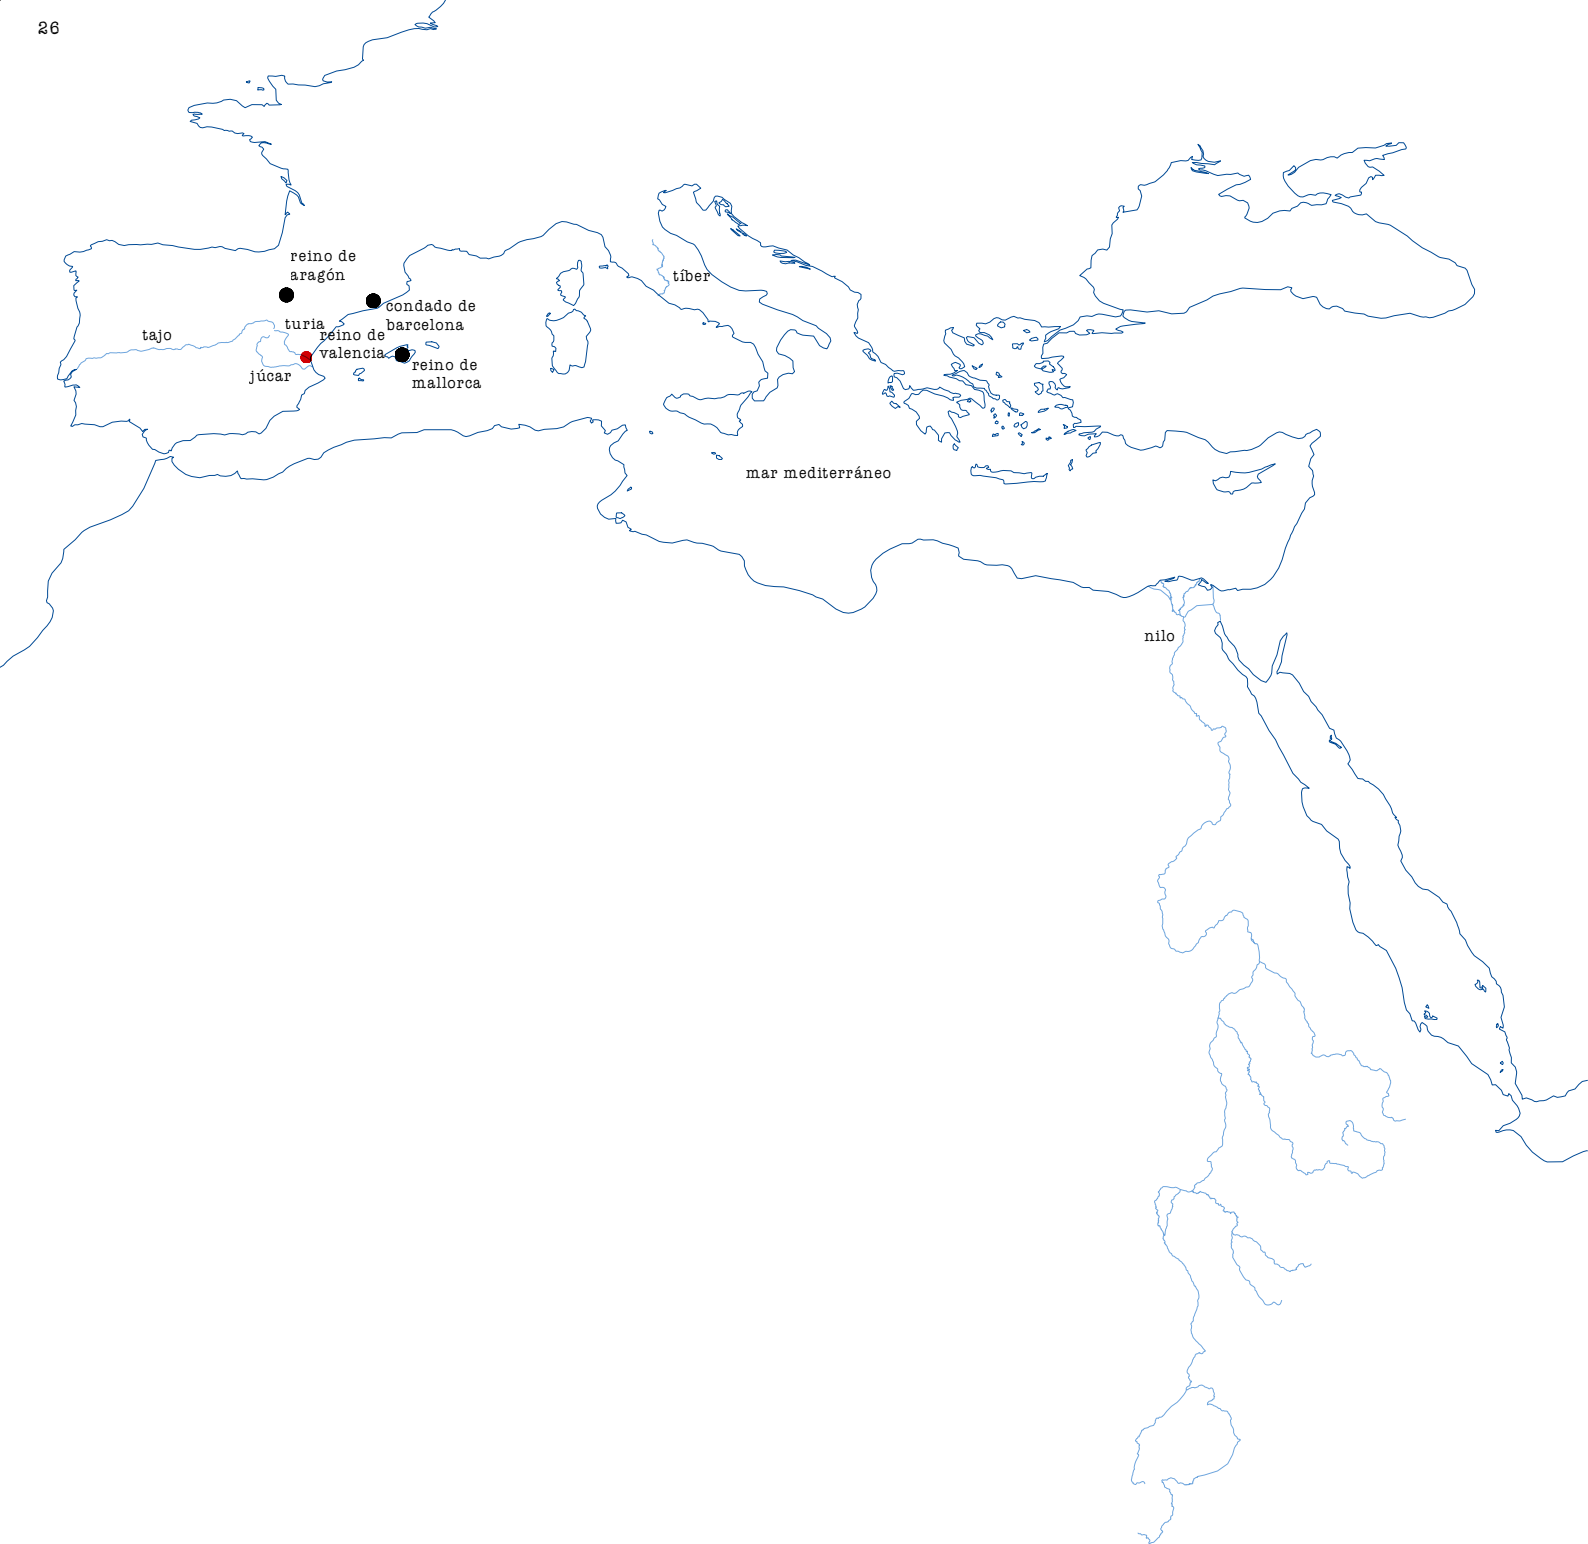 26
reino de
aragón
condado de
barcelona
tíber
turia
tajo
reino de
valencia
reino de
mallorca
júcar
mar mediterráneo
nilo